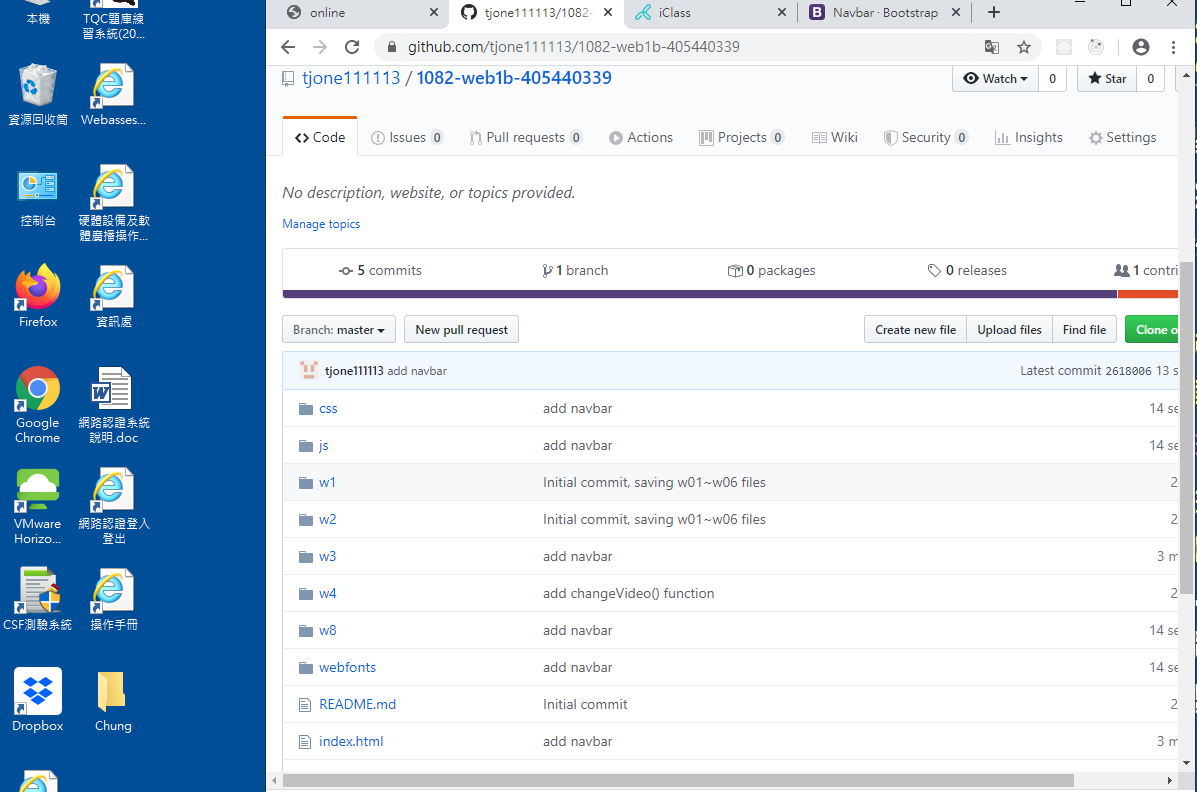 本機
TQC題庫練
習系統(20...
資源回收筒
Webasses...
控制台
硬體設備及軟
體廣播操作...
Firefox
資訊處
Google
Chrome
網路認證系統
說明.doc
VMware
Horizo...
網路認證登入
登出
CSF測驗系統
操作手冊
Dropbox
Chung
online
tjone111113/1082-
iClass
Navbar · Bootstrap
github.com/tjone111113/1082-web1b-405440339
tjone111113 / 1082-web1b-405440339
Watch 0 Star 0
Code Issues 0 Pull requests 0 Actions Projects 0 Wiki Security 0 Insights Settings
No description, website, or topics provided.
Manage topics
5 commits 1 branch 0 packages 0 releases 1 contri
Branch: master New pull request Create new file Upload files Find file Clone o
tjone111113 add navbar Latest commit 2618006 13 s
css add navbar 14 se
js add navbar 14 se
w1 Initial commit, saving w01~w06 files 2
w2 Initial commit, saving w01~w06 files 2
w3 add navbar 3 m
w4 add changeVideo() function 2
w8 add navbar 14 se
webfonts add navbar 14 se
README.md Initial commit 2
index.html add navbar 3 m